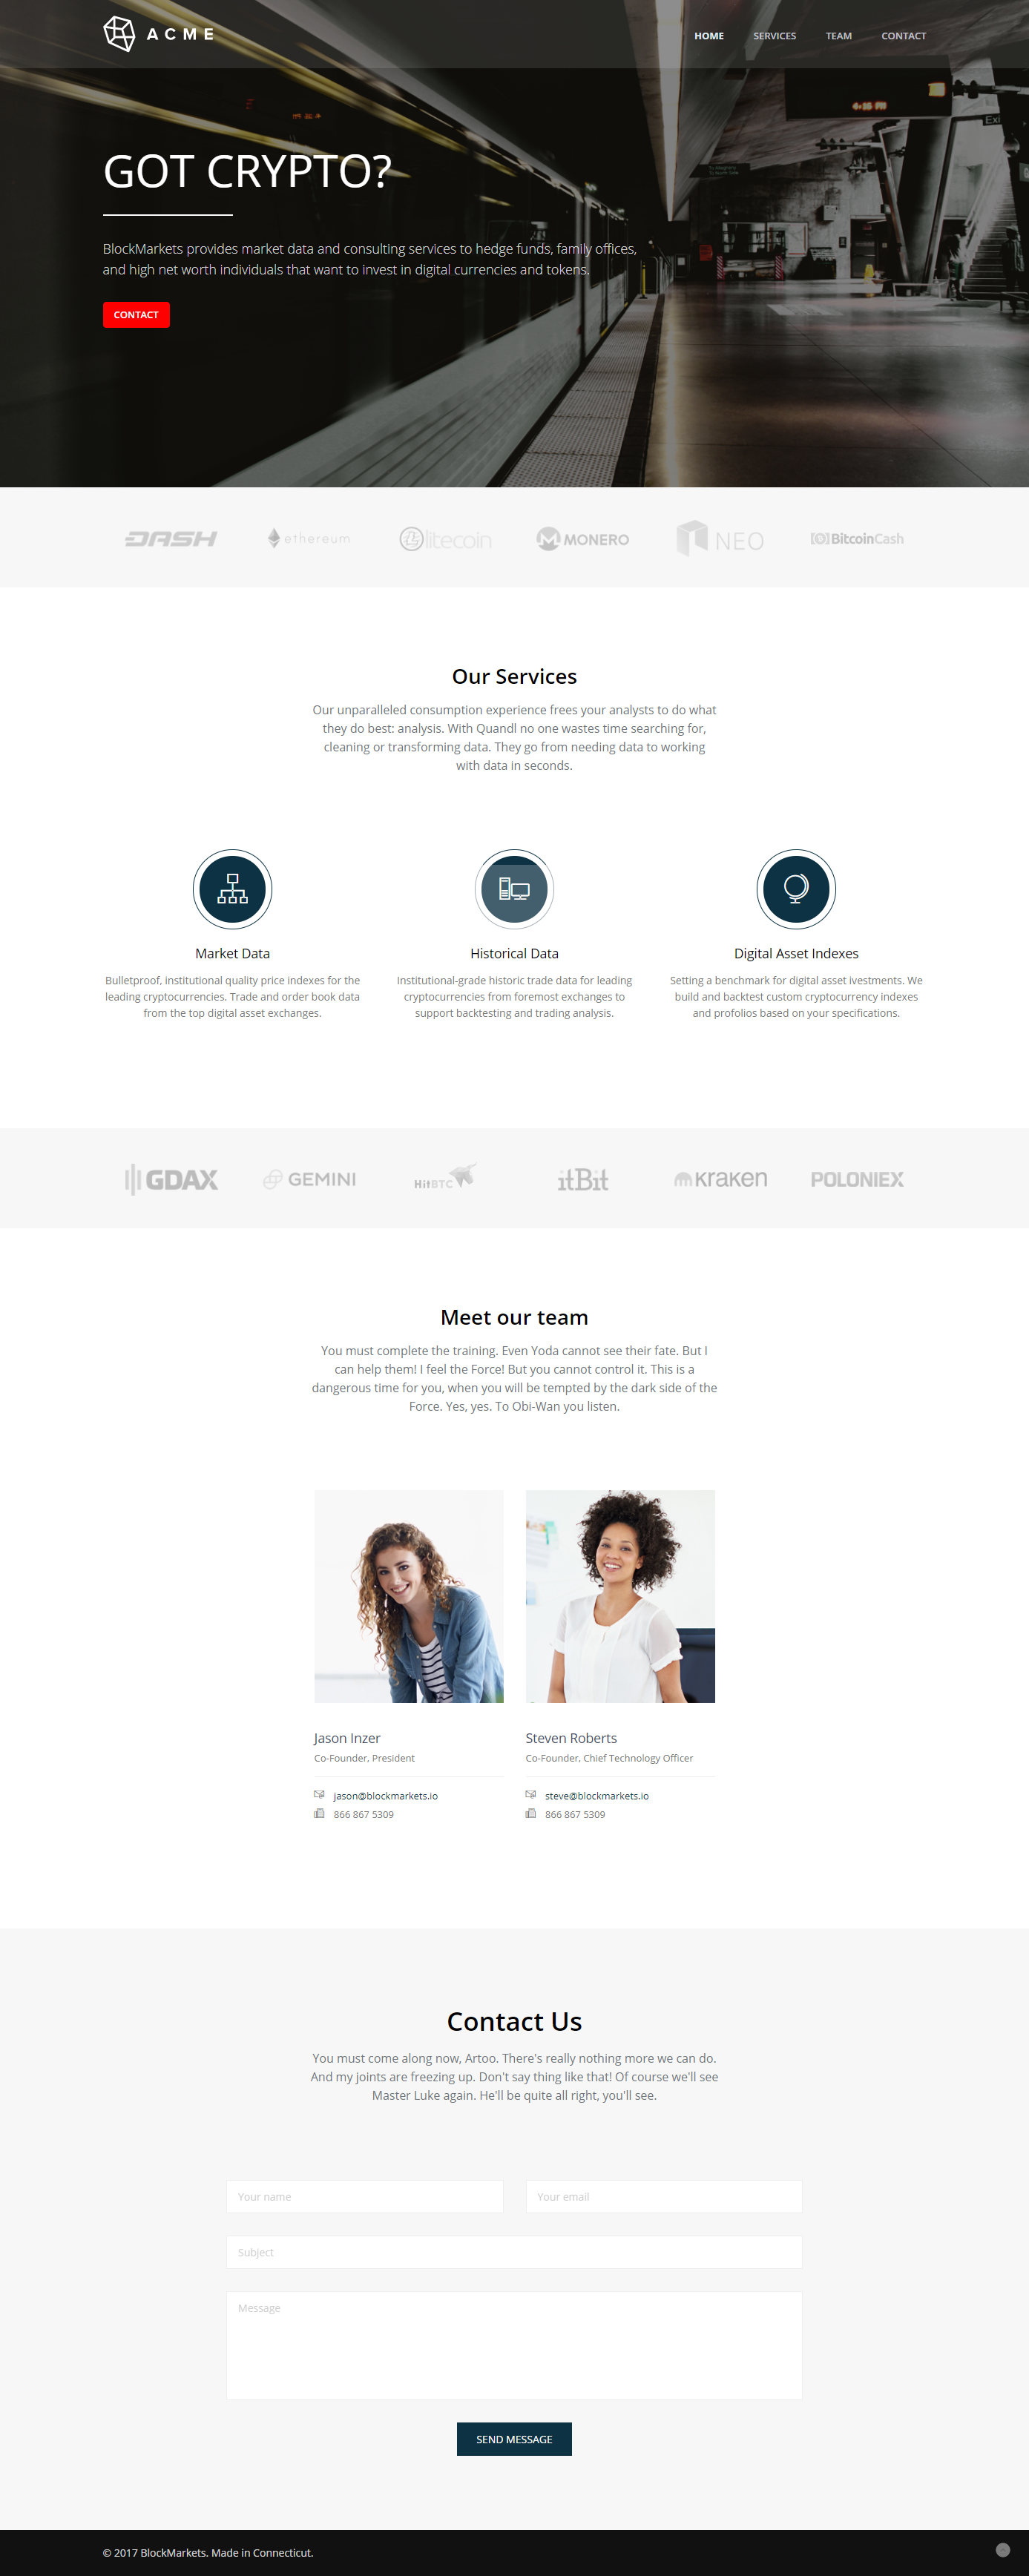 ACME
HOME SERVICES TEAM CONTACT
4:16 PM
Exi
GOT CRYPTO?
BlockMarkets provides market data and consulting services to hedge funds, family offices,
and high net worth individuals that want to invest in digital currencies and tokens.
CONTACT
DASH ethereum litecoin MONERO NEO BitcoinCash
Our Services
Our unparalleled consumption experience frees your analysts to do what
they do best: analysis. With Quandl no one wastes time searching for,
cleaning or transforming data. They go from needing data to working
with data in seconds.
Market Data
Bulletproof, institutional quality price indexes for the
leading cryptocurrencies. Trade and order book data
from the top digital asset exchanges.
Historical Data
Institutional-grade historic trade data for leading
cryptocurrencies from foremost exchanges to
support backtesting and trading analysis.
Digital Asset Indexes
Setting a benchmark for digital asset ivestments. We
build and backtest custom cryptocurrency indexes
and profolios based on your specifications.
GDAX GEMINI HitBTC itBit kraken POLONIEX
Meet our team
You must complete the training. Even Yoda cannot see their fate. But I
can help them! I feel the Force! But you cannot control it. This is a
dangerous time for you, when you will be tempted by the dark side of the
Force. Yes, yes. To Obi-Wan you listen.
Jason Inzer
Co-Founder, President
jason@blockmarkets.io
866 867 5309
Steven Roberts
Co-Founder, Chief Technology Officer
steve@blockmarkets.io
866 867 5309
Contact Us
You must come along now, Artoo. There's really nothing more we can do.
And my joints are freezing up. Don't say thing like that! Of course we'll see
Master Luke again. He'll be quite all right, you'll see.
Your name
Your email
Subject
Message
SEND MESSAGE
© 2017 BlockMarkets. Made in Connecticut.